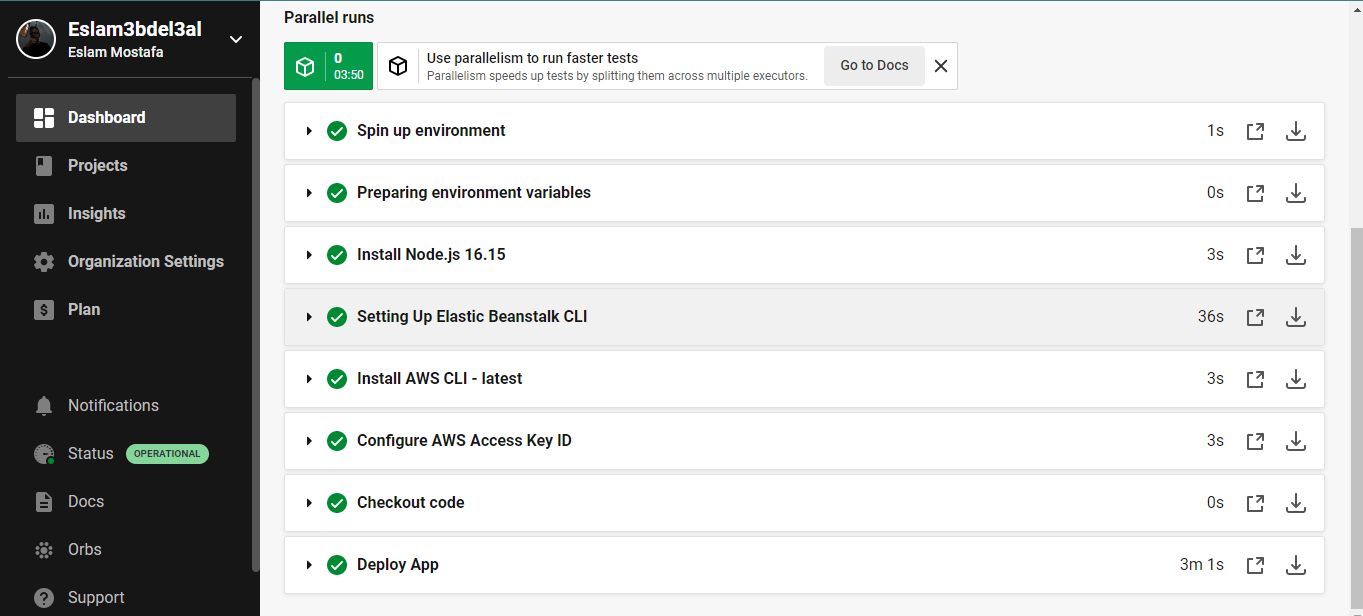 Eslam3bdel3al
Eslam Mostafa
Dashboard
Projects
Insights
Organization Settings
Plan
Notifications
Status OPERATIONAL
Docs
Orbs
Support
Parallel runs
0
03:50
Use parallelism to run faster tests
Parallelism speeds up tests by splitting them across multiple executors.
Go to Docs
Spin up environment 1s
Preparing environment variables 0s
Install Node.js 16.15 3s
Setting Up Elastic Beanstalk CLI 36s
Install AWS CLI - latest 3s
Configure AWS Access Key ID 3s
Checkout code 0s
Deploy App 3m 1s